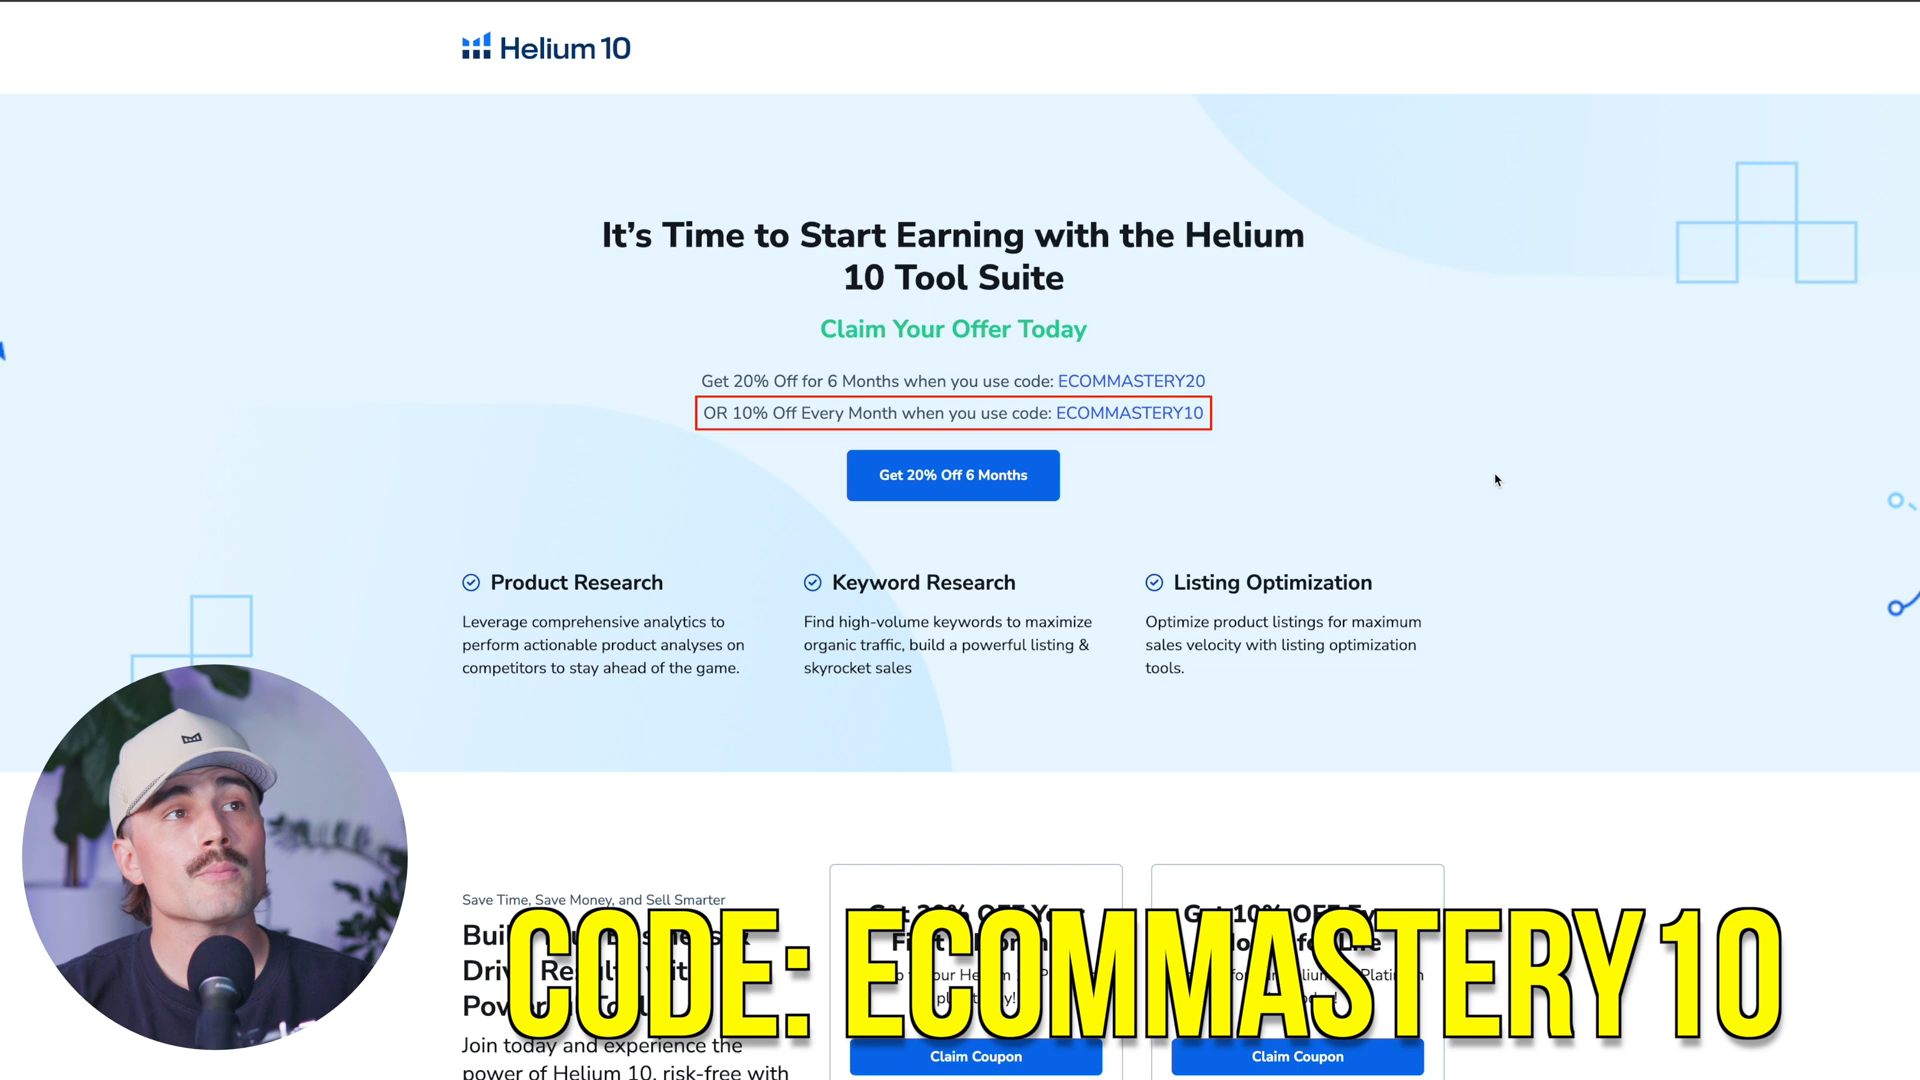 Helium 10
It's Time to Start Earning with the Helium
10 Tool Suite
Claim Your Offer Today
Get 20% Off for 6 Months when you use code: ECOMMASTERY20
OR 10% Off Every Month when you use code: ECOMMASTERY10
Get 20% Off 6 Months
Product Research
Leverage comprehensive analytics to
perform actionable product analyses on
competitors to stay ahead of the game.
Keyword Research
Find high-volume keywords to maximize
organic traffic, build a powerful listing &
skyrocket sales
Listing Optimization
Optimize product listings for maximum
sales velocity with listing optimization
tools.
Save Time, Save Money, and Sell Smarter
Join today and experience the
power of Helium 10, risk-free with
CODE: ECOMMASTERY10
Claim Coupon
Claim Coupon